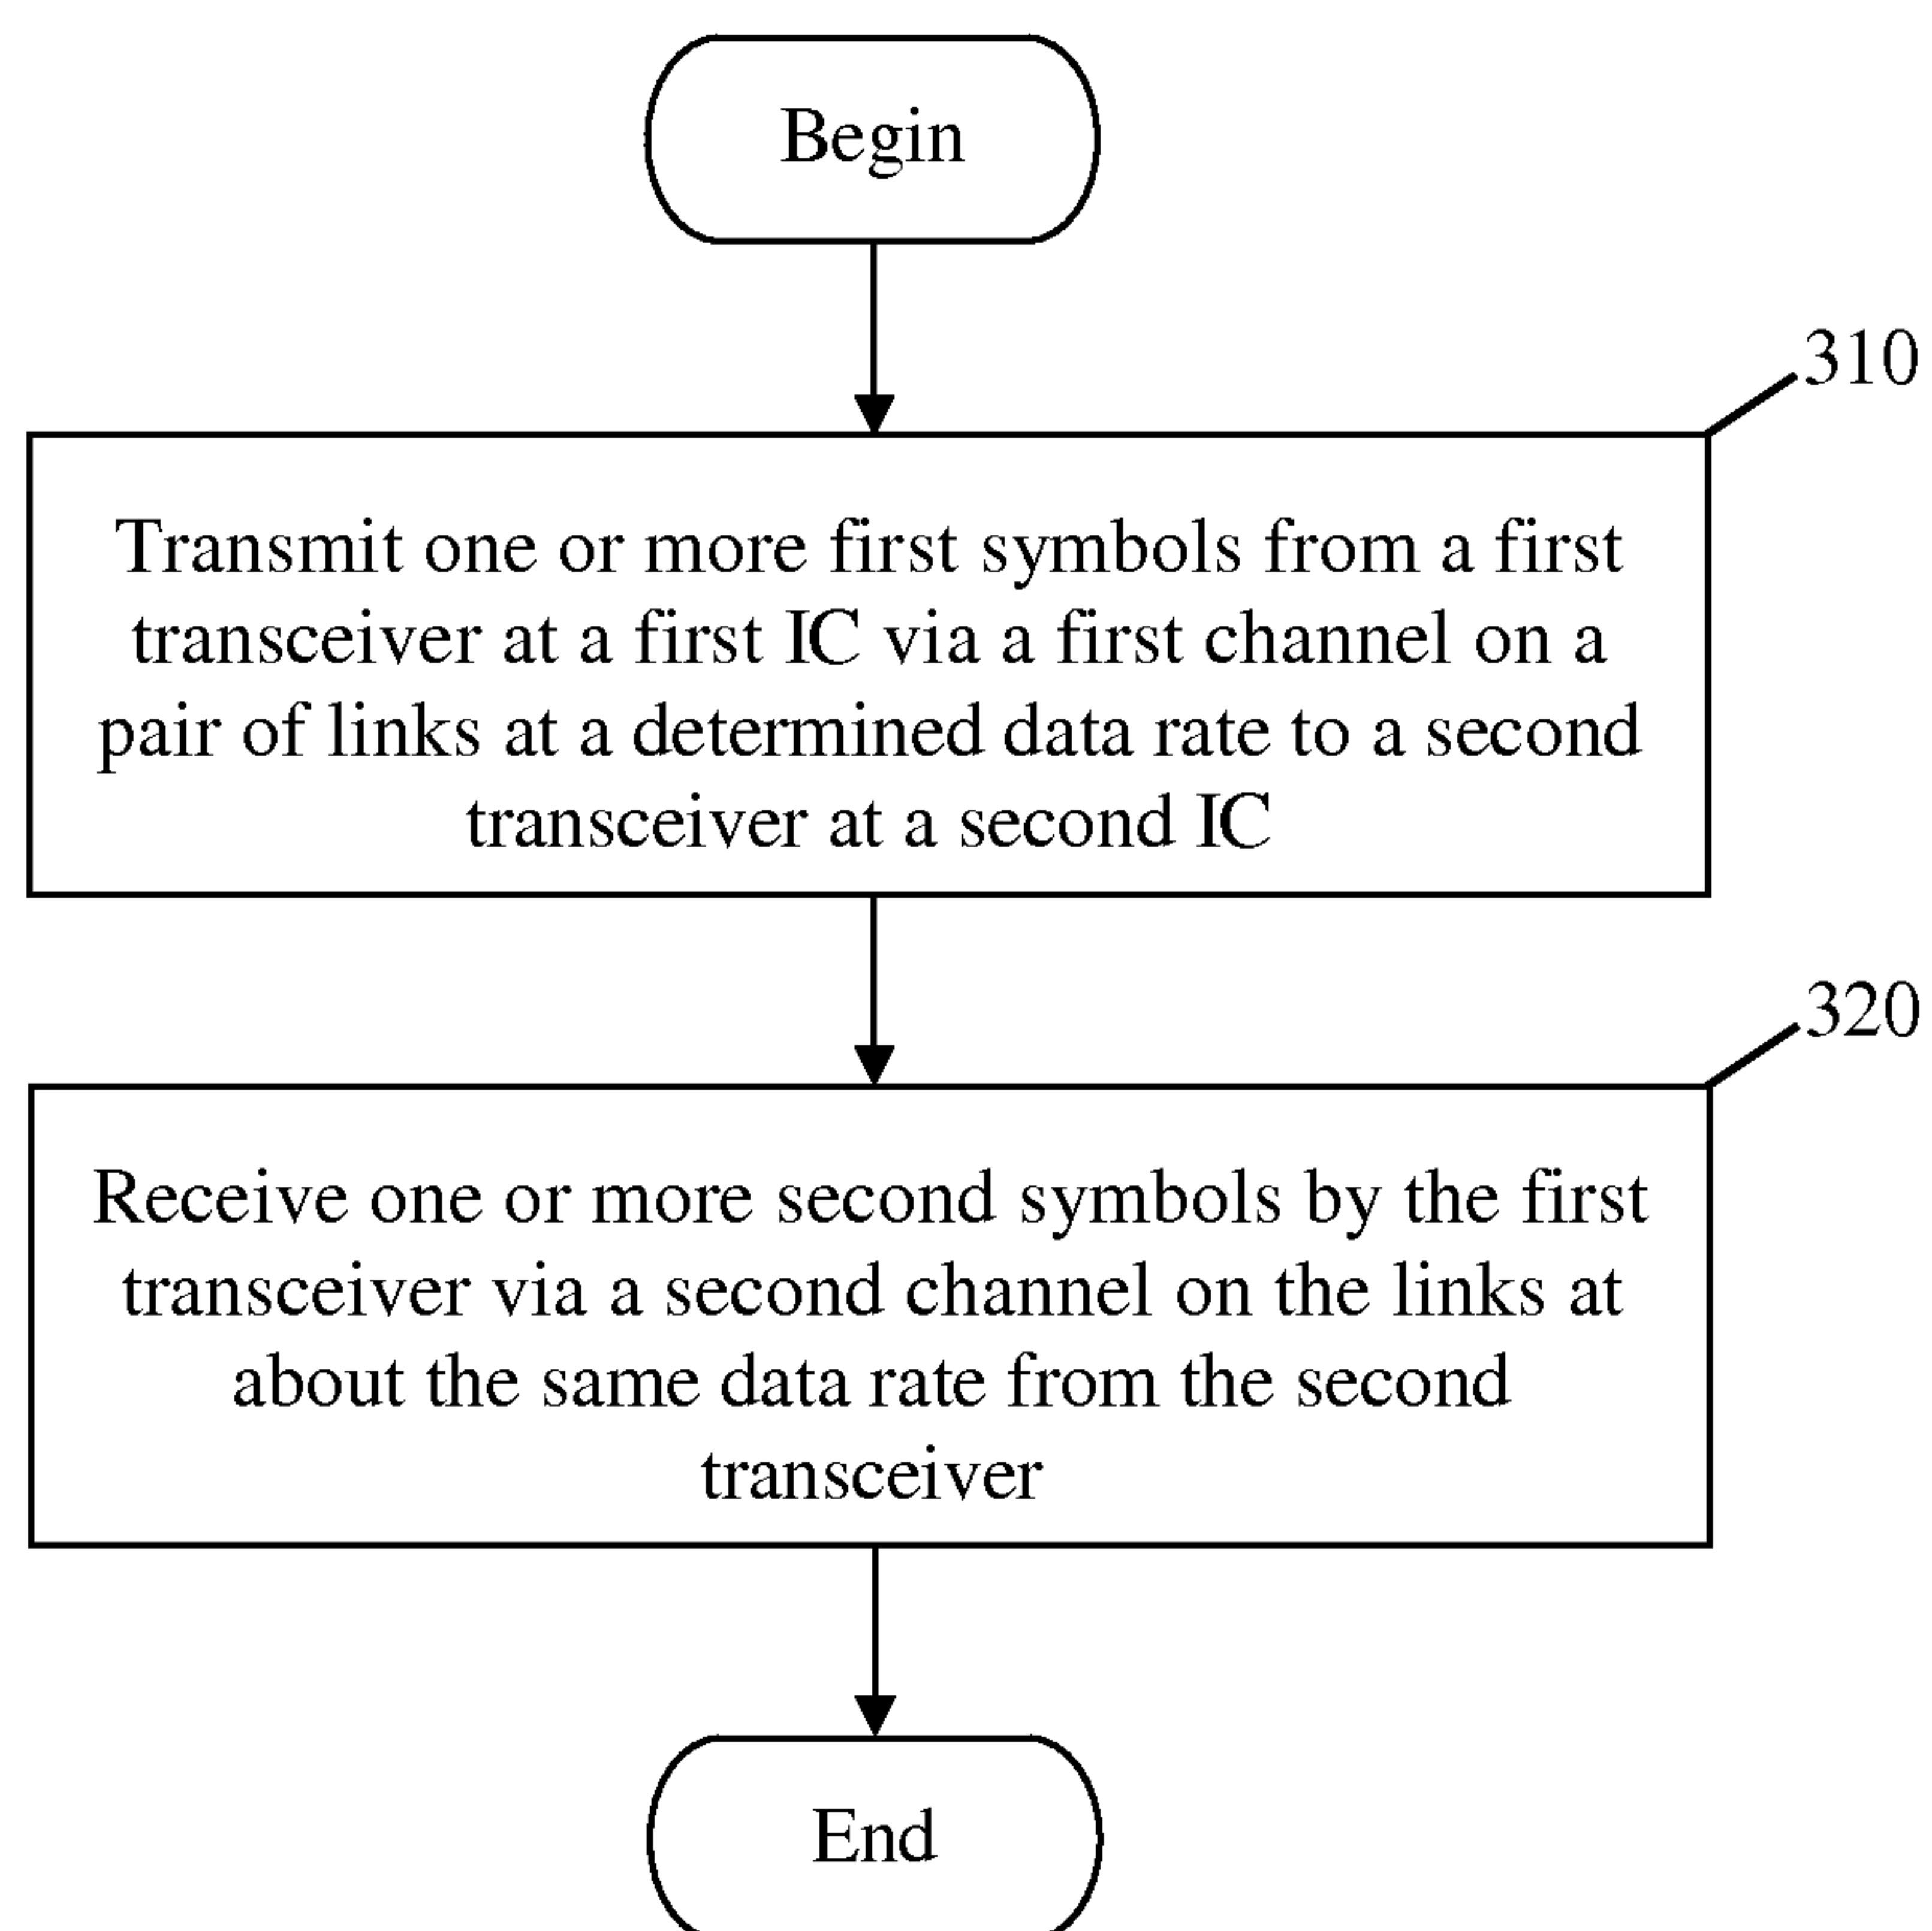 Begin
310
Transmit one or more first symbols from a first
transceiver at a first IC via a first channel on a
pair of links at a determined data rate to a second
transceiver at a second IC
320
Receive one or more second symbols by the first
transceiver via a second channel on the links at
about the same data rate from the second
transceiver
End